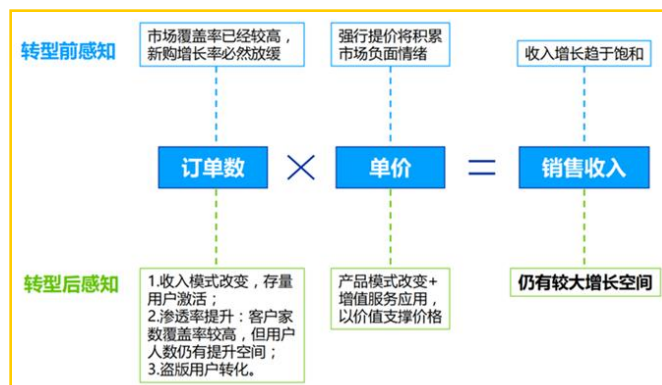 转型前感知
市场覆盖率已经较高，
新购增长率必然放缓
强行提价将积累
市场负面情绪
收入增长趋于饱和
订单数 × 单价 = 销售收入
转型后感知
1.收入模式改变，存量
用户激活；
2.渗透率提升：客户家
数覆盖率较高，但用户
人数仍有提升空间；
3.盗版用户转化。
产品模式改变+
增值服务应用，
以价值支撑价格
仍有较大增长空间